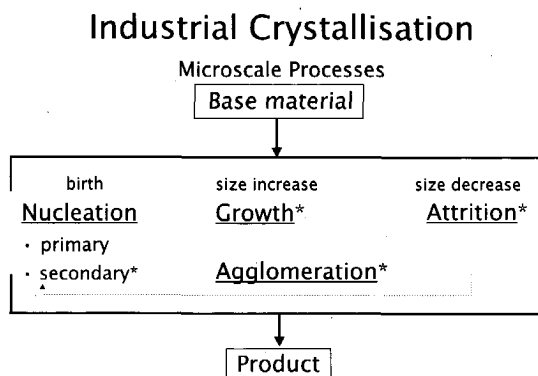 Industrial Crystallisation
Microscale Processes
Base material
birth size increase size decrease
Nucleation Growth* Attrition*
· primary
· secondary* Agglomeration*
Product